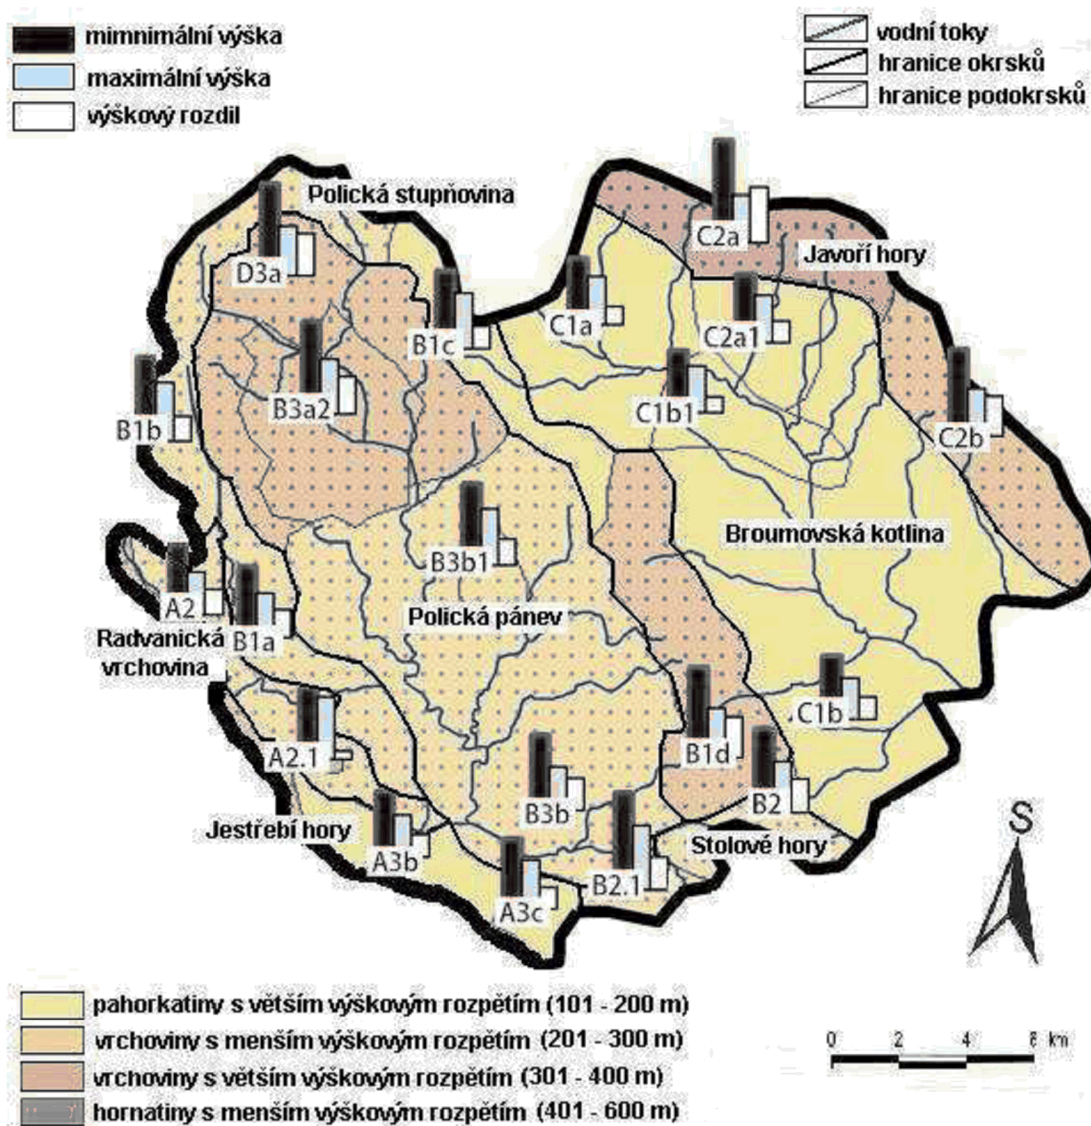 mimnimální výška
maximální výška
výškový rozdil
vodní toky
hranice okrsků
hranice podokrsků
Polická stupňovina
C2a
Javoří hory
D3a
C1a
C2a1
B1c
B3a2
C1b1
B1b
C2b
Broumovská kotlina
B3b1
A2
Polická pánev
B1a
Radvanická
vrchovina
C1b
A2.1
B1d
B3b
B2
Jestřebí hory
Stolové hory
A3b
B2.1
A3c
S
pahorkatiny s větším výškovým rozpětím (101 - 200 m)
vrchoviny s menším výškovým rozpětím (201 - 300 m)
vrchoviny s větším výškovým rozpětím (301 - 400 m)
hornatiny s menším výškovým rozpětím (401 - 600 m)
0 2 4 6 km